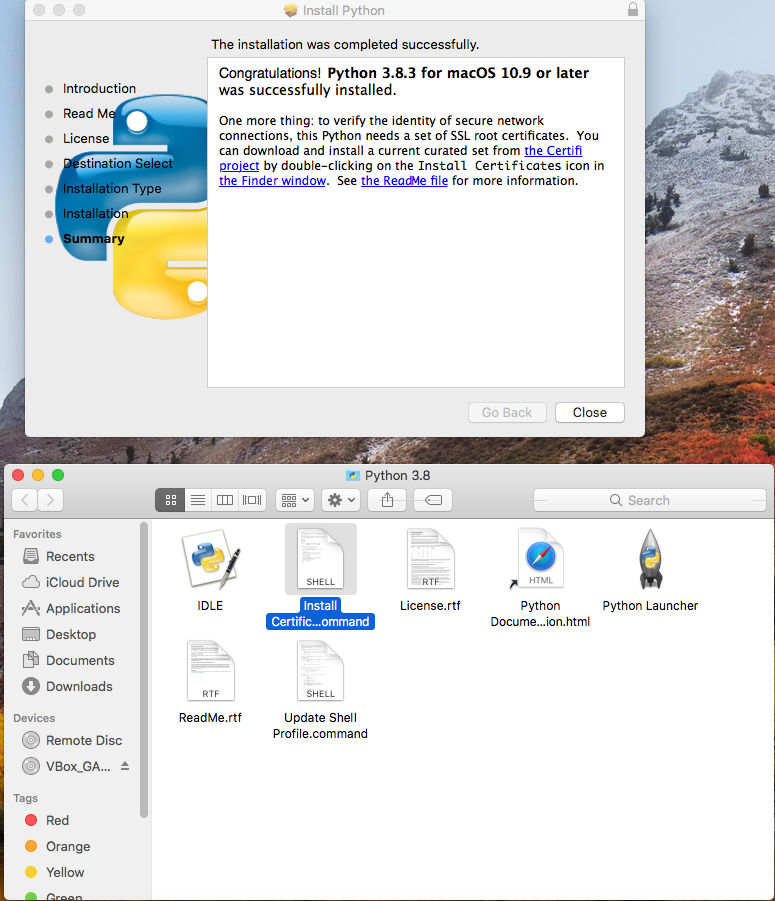 Install Python
The installation was completed successfully.
Introduction
Read Me
License
Destination Select
Installation Type
Installation
Summary
Congratulations! Python 3.8.3 for macOS 10.9 or later
was successfully installed.
One more thing: to verify the identity of secure network
connections, this Python needs a set of SSL root certificates. You
can download and install a current curated set from the Certifi
project by double-clicking on the Install Certificates icon in
the Finder window. See the ReadMe file for more information.
Go Back
Close
Python 3.8
Search
Favorites
Recents
iCloud Drive
Applications
Desktop
Documents
Downloads
Devices
Remote Disc
VBox_GA...
Tags
Red
Orange
Yellow
Green
IDLE
SHELL
Install
Certific...ommand
RTF
License.rtf
HTML
Python
Docume...ion.html
Python Launcher
RTF
ReadMe.rtf
SHELL
Update Shell
Profile.command